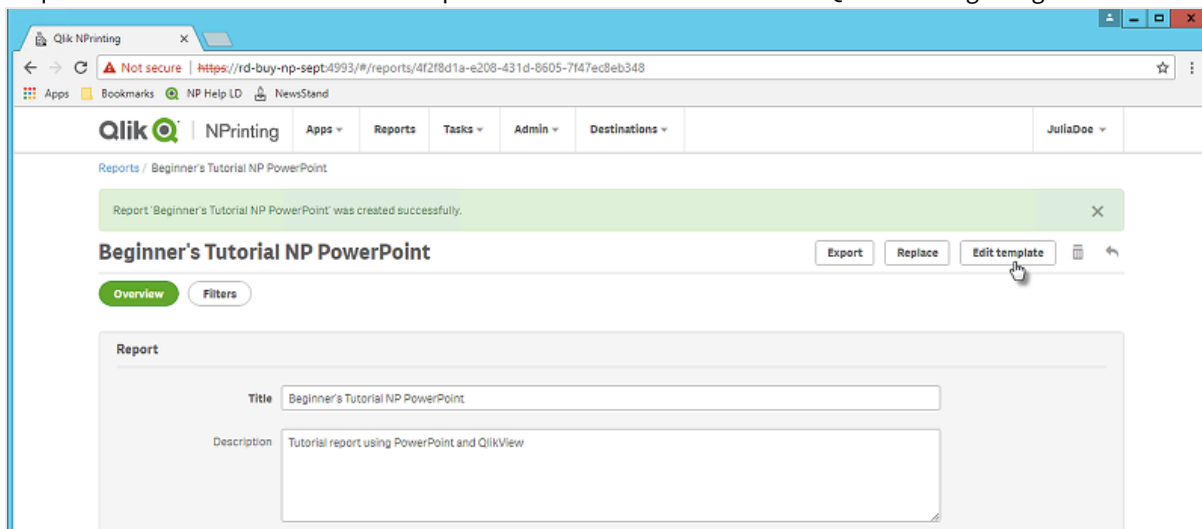 Qlik NPrinting
Not secure | https://rd-buy-np-sept:4993/#/reports/4f2f8d1a-e208-431d-8605-7f47ec8eb348
Apps Bookmarks NP Help LD NewsStand
Qlik NPrinting Apps Reports Tasks Admin Destinations JuliaDoe
Reports / Beginner's Tutorial NP PowerPoint
Report 'Beginner's Tutorial NP PowerPoint' was created successfully.
Beginner's Tutorial NP PowerPoint Export Replace Edit template
Overview Filters
Report
Title Beginner's Tutorial NP PowerPoint
Description Tutorial report using PowerPoint and QlikView